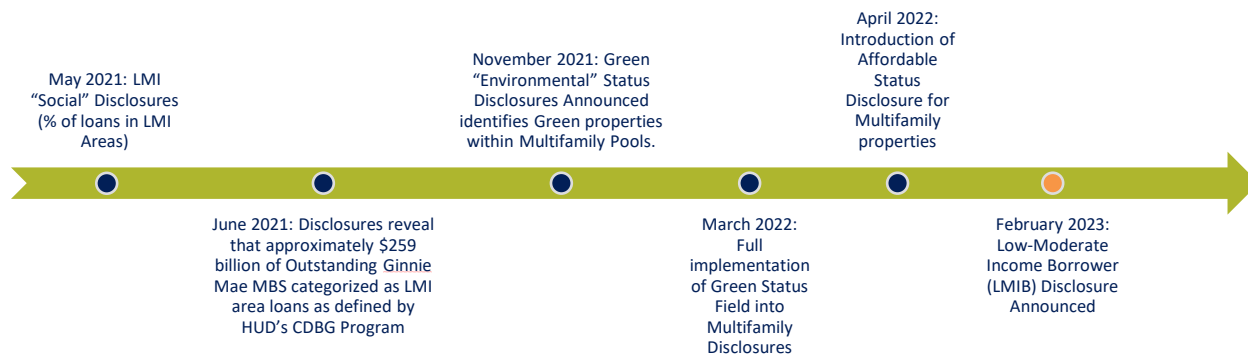 May 2021: LMI
“Social” Disclosures
(% of loans in LMI
Areas)
June 2021: Disclosures reveal
that approximately $259
billion of Outstanding Ginnie
Mae MBS categorized as LMI
area loans as defined by
HUD’s CDBG Program
November 2021: Green
“Environmental” Status
Disclosures Announced
identifies Green properties
within Multifamily Pools.
March 2022:
Full
implementation
of Green Status
Field into
Multifamily
Disclosures
April 2022:
Introduction of
Affordable
Status
Disclosure for
Multifamily
properties
February 2023:
Low-Moderate
Income Borrower
(LMIB) Disclosure
Announced